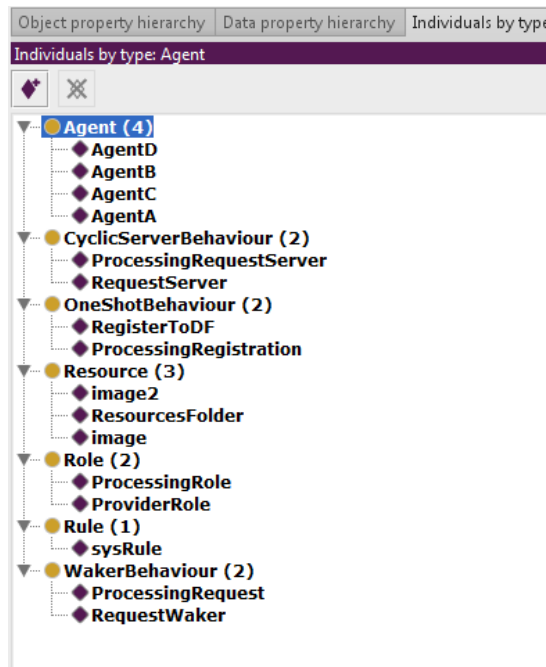 Object property hierarchy Data property hierarchy Individuals by type
Individuals by type: Agent
Agent (4)
AgentD
AgentB
AgentC
AgentA
CyclicServerBehaviour (2)
ProcessingRequestServer
RequestServer
OneShotBehaviour (2)
RegisterToDF
ProcessingRegistration
Resource (3)
image2
ResourcesFolder
image
Role (2)
ProcessingRole
ProviderRole
Rule (1)
sysRule
WakerBehaviour (2)
ProcessingRequest
RequestWaker